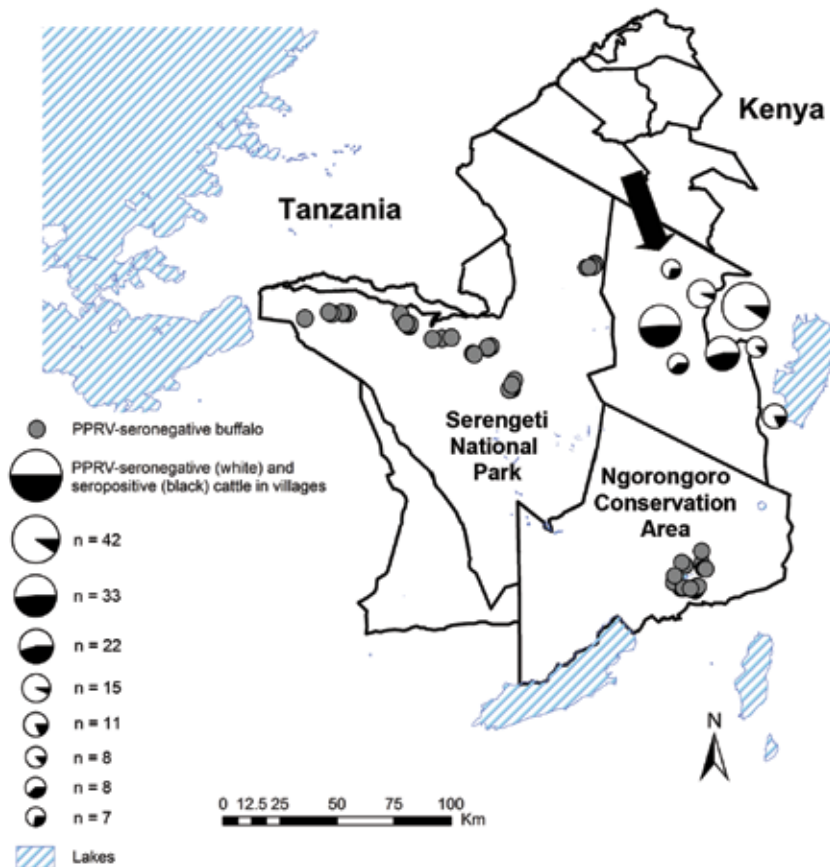 Kenya
Tanzania
Serengeti
National
Park
Ngorongoro
Conservation
Area
PPRV-seronegative buffalo
PPRV-seronegative (white) and
seropositive (black) cattle in villages
n = 42
n = 33
n = 22
n = 15
n = 11
n = 8
n = 8
n = 7
Lakes
N
0 12.5 25 50 75 100
Km